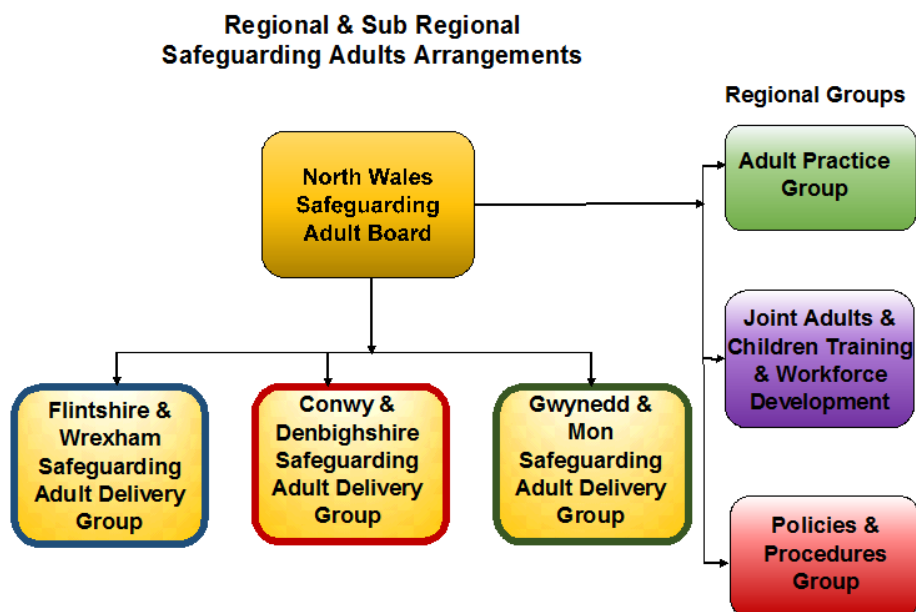 Regional & Sub Regional
Safeguarding Adults Arrangements
Regional Groups
North Wales
Safeguarding
Adult Board
Adult Practice
Group
Joint Adults &
Children Training
& Workforce
Development
Flintshire &
Wrexham
Safeguarding
Adult Delivery
Group
Conwy &
Denbighshire
Safeguarding
Adult Delivery
Group
Gwynedd &
Mon
Safeguarding
Adult Delivery
Group
Policies &
Procedures
Group